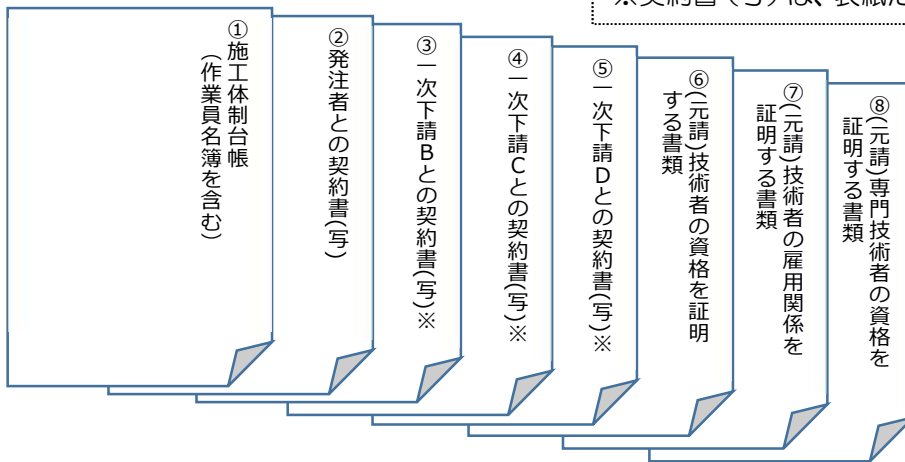 ※契約書(写)は、表紙だ
①施工体制台帳
(作業員名簿を含む)
②発注者との契約書(写)
③一次下請Bとの契約書(写)※
④一次下請Cとの契約書(写)※
⑤一次下請Dとの契約書(写)※
⑥(元請)技術者の資格を証明
する書類
⑦(元請)技術者の雇用関係を
証明する書類
⑧(元請)専門技術者の資格を
証明する書類